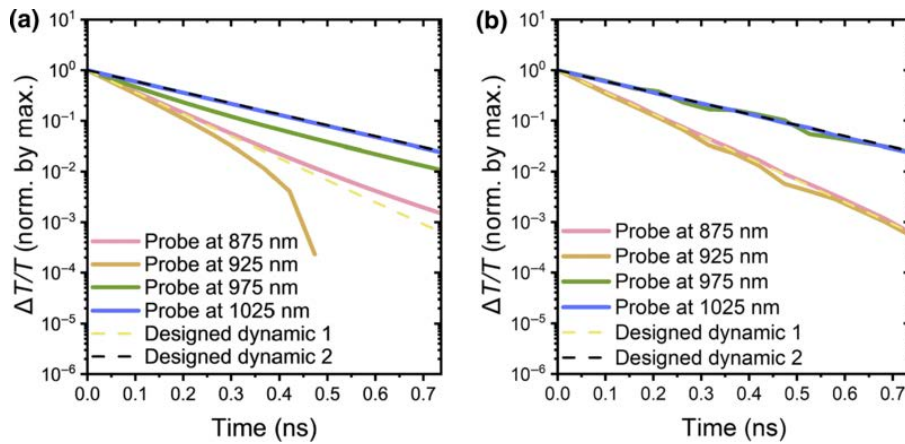 (a)
ΔT/T (norm. by max.)
10¹
10⁰
10⁻¹
10⁻²
10⁻³
10⁻⁴
10⁻⁵
10⁻⁶
Probe at 875 nm
Probe at 925 nm
Probe at 975 nm
Probe at 1025 nm
Designed dynamic 1
Designed dynamic 2
0.0 0.1 0.2 0.3 0.4 0.5 0.6 0.7
Time (ns)
(b)
ΔT/T (norm. by max.)
10¹
10⁰
10⁻¹
10⁻²
10⁻³
10⁻⁴
10⁻⁵
10⁻⁶
Probe at 875 nm
Probe at 925 nm
Probe at 975 nm
Probe at 1025 nm
Designed dynamic 1
Designed dynamic 2
0.0 0.1 0.2 0.3 0.4 0.5 0.6 0.7
Time (ns)